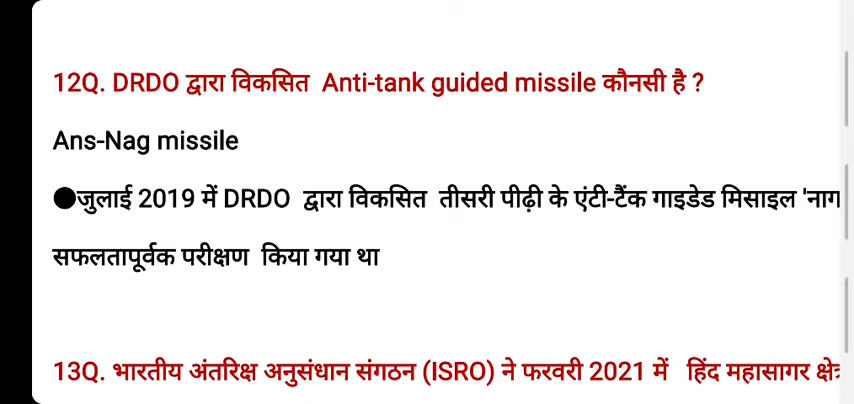 12Q. DRDO द्वारा विकसित Anti-tank guided missile कौनसी है ?
Ans-Nag missile
●जुलाई 2019 में DRDO द्वारा विकसित तीसरी पीढ़ी के एंटी-टैंक गाइडेड मिसाइल 'नाग
सफलतापूर्वक परीक्षण किया गया था
13Q. भारतीय अंतरिक्ष अनुसंधान संगठन (ISRO) ने फरवरी 2021 में हिंद महासागर